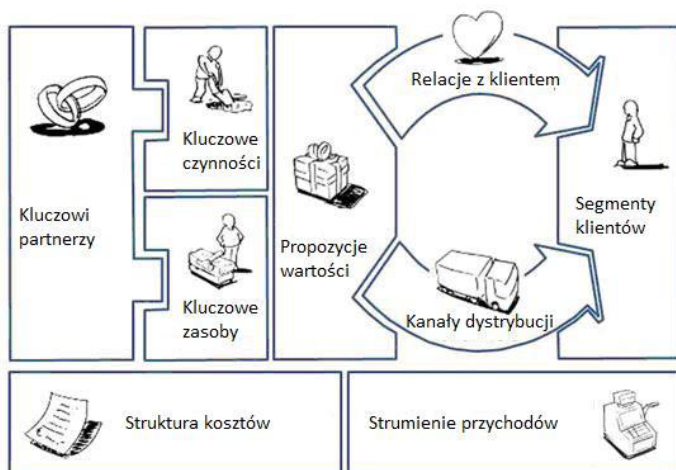 Kluczowi
partnerzy
Kluczowe
czynności
Kluczowe
zasoby
Propozycje
wartości
Relacje z klientem
Kanały dystrybucji
Segmenty
klientów
Struktura kosztów
Strumienie przychodów